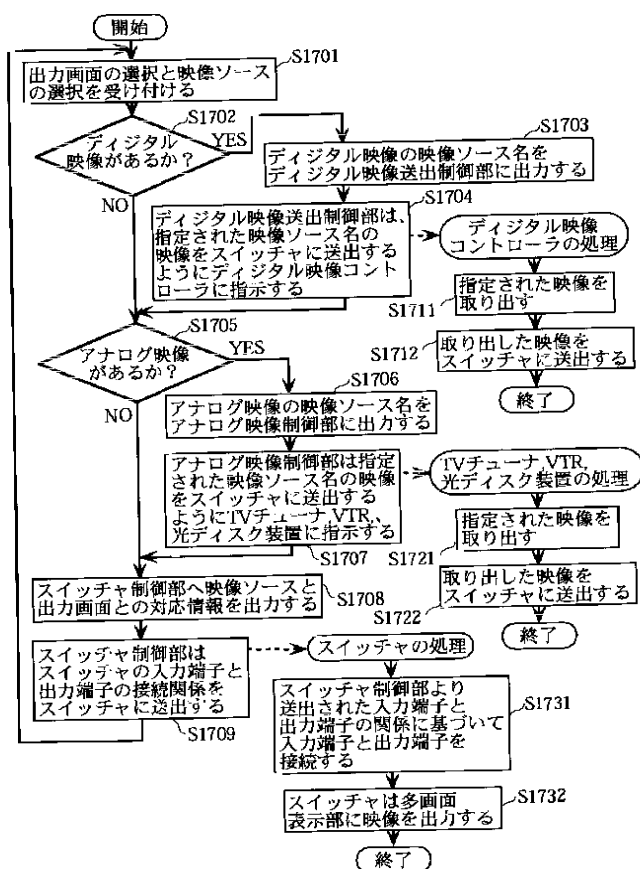 開始
S1701
出力画面の選択と映像ソース
の選択を受け付ける
S1702
ディジタル
映像があるか？
YES
NO
S1703
ディジタル映像の映像ソース名を
ディジタル映像送出制御部に出力する
S1704
ディジタル映像送出制御部は、
指定された映像ソース名の
映像をスイッチャに送出する
ようにディジタル映像コント
ローラに指示する
ディジタル映像
コントローラの処理
指定された映像を
取り出す
S1711
S1712
取り出した映像を
スイッチャに送出する
終了
S1705
アナログ映像
があるか？
YES
NO
S1706
アナログ映像の映像ソース名を
アナログ映像制御部に出力する
アナログ映像制御部は指定
された映像ソース名の映像
をスイッチャに送出する
ようにTVチューナ,VTR、
光ディスク装置に指示する
S1707
TVチューナ,VTR,
光ディスク装置の処理
指定された映像を
取り出す
S1721
取り出した映像を
スイッチャに送出する
S1722
終了
スイッチャ制御部へ映像ソースと
出力画面との対応情報を出力する
S1708
スイッチャ制御部は
スイッチャの入力端子と
出力端子の接続関係を
スイッチャに送出する
S1709
スイッチャの処理
スイッチャ制御部より
送出された入力端子と
出力端子の関係に基づいて
入力端子と出力端子を
接続する
S1731
スイッチャは多画面
表示部に映像を出力する
S1732
終了